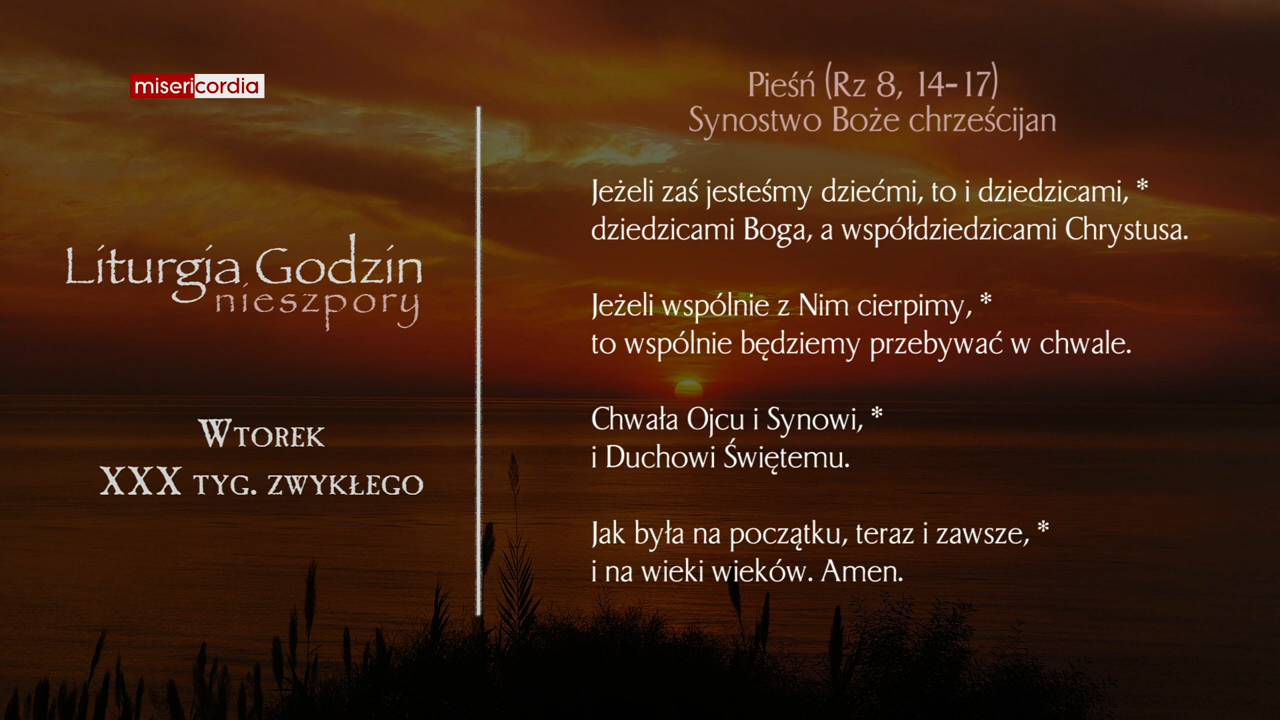 misericordia
Liturgia Godzin
nieszpory
Wtorek
XXX tyg. zwykłego
Pieśń (Rz 8, 14-17)
Synostwo Boże chrześcijan
Jeżeli zaś jesteśmy dziećmi, to i dziedzicami, *
dziedzicami Boga, a współdziedzicami Chrystusa.
Jeżeli wspólnie z Nim cierpimy, *
to wspólnie będziemy przebywać w chwale.
Chwała Ojcu i Synowi, *
i Duchowi Świętemu.
Jak była na początku, teraz i zawsze, *
i na wieki wieków. Amen.